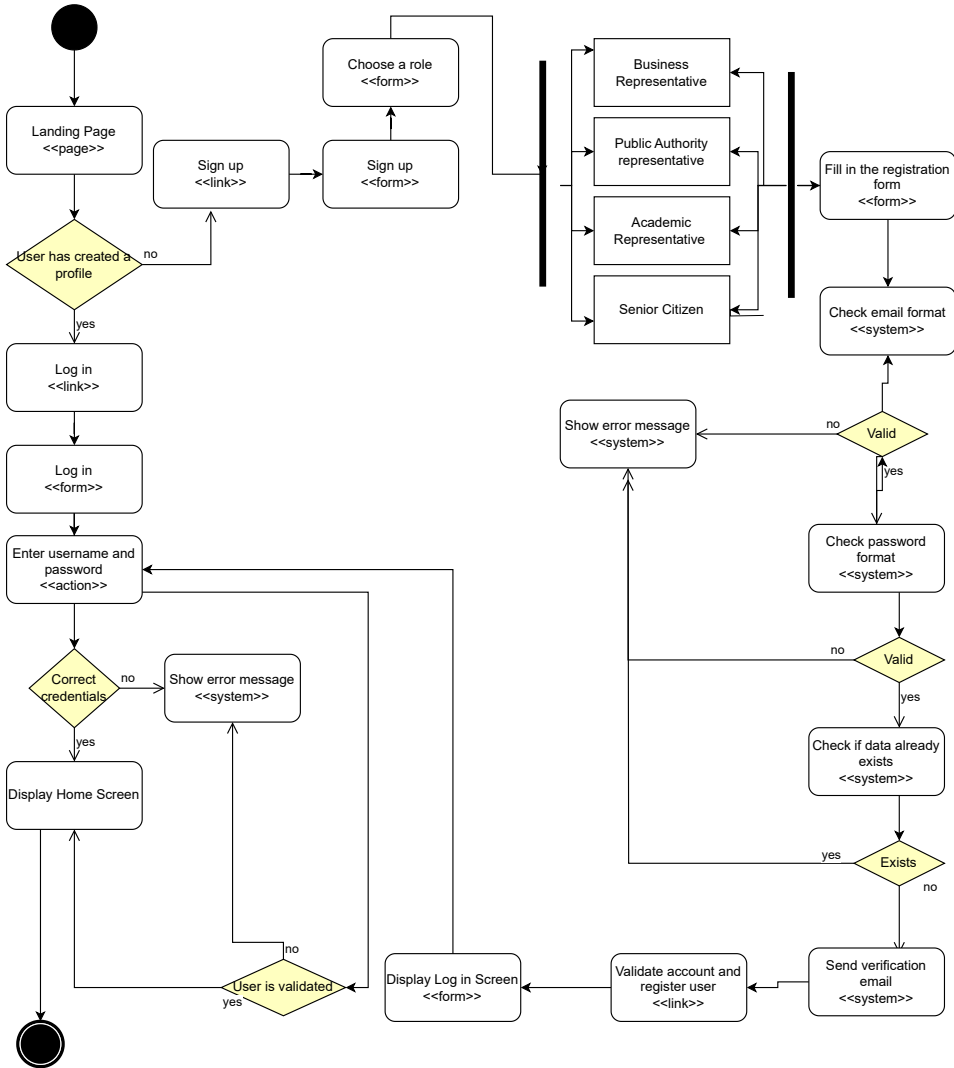 Landing Page
<<page>>
User has created a
profile
no
yes
Sign up
<<link>>
Sign up
<<form>>
Choose a role
<<form>>
Business
Representative
Public Authority
representative
Academic
Representative
Senior Citizen
Fill in the registration
form
<<form>>
Check email format
<<system>>
Valid
no
yes
Show error message
<<system>>
Check password
format
<<system>>
Valid
no
yes
Check if data already
exists
<<system>>
Exists
yes
no
Send verification
email
<<system>>
Validate account and
register user
<<link>>
Display Log in Screen
<<form>>
Log in
<<link>>
Log in
<<form>>
Enter username and
password
<<action>>
Correct
credentials
no
yes
Show error message
<<system>>
Display Home Screen
User is validated
no
yes